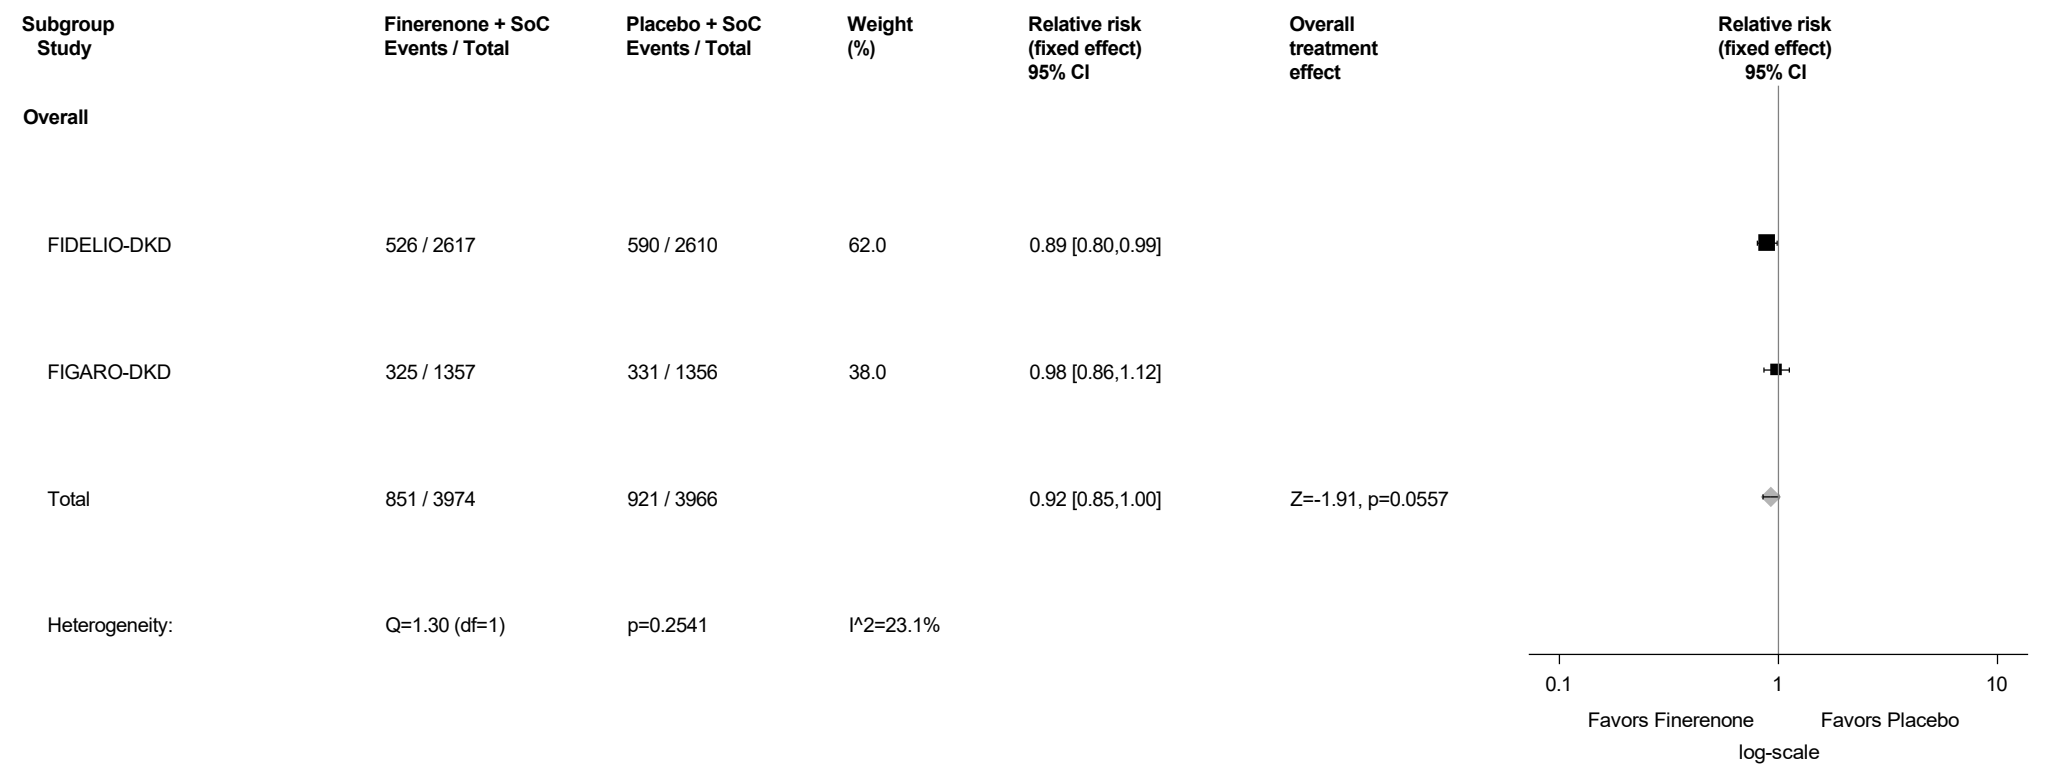 Subgroup Finerenone + SoC Placebo + SoC Weight Relative risk Overall Relative risk
Study Events / Total Events / Total (%) (fixed effect) treatment (fixed effect)
95% CI effect 95% CI
Overall
FIDELIO-DKD 526 / 2617 590 / 2610 62.0 0.89 [0.80,0.99]
FIGARO-DKD 325 / 1357 331 / 1356 38.0 0.98 [0.86,1.12]
Total 851 / 3974 921 / 3966 0.92 [0.85,1.00] Z=-1.91, p=0.0557
Heterogeneity: Q=1.30 (df=1) p=0.2541 I^2=23.1%
0.1 1 10
Favors Finerenone Favors Placebo
log-scale